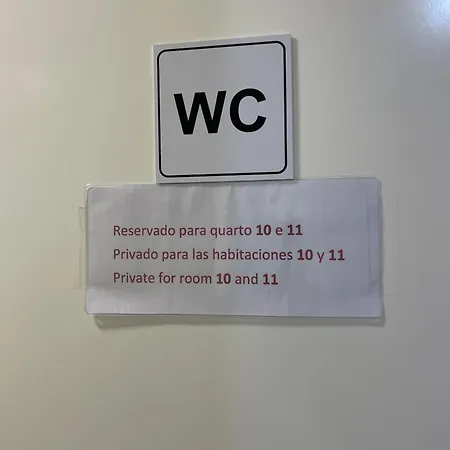 WC
Reservado para quarto 10 e 11
Privado para las habitaciones 10 y 11
Private for room 10 and 11